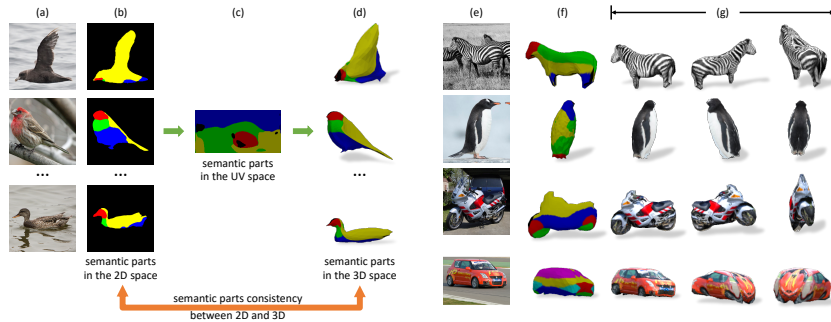 (a) (b) (c) (d) (e) (f) (g)
semantic parts
in the UV space
... ... ...
semantic parts
in the 2D space
semantic parts
in the 3D space
semantic parts consistency
between 2D and 3D